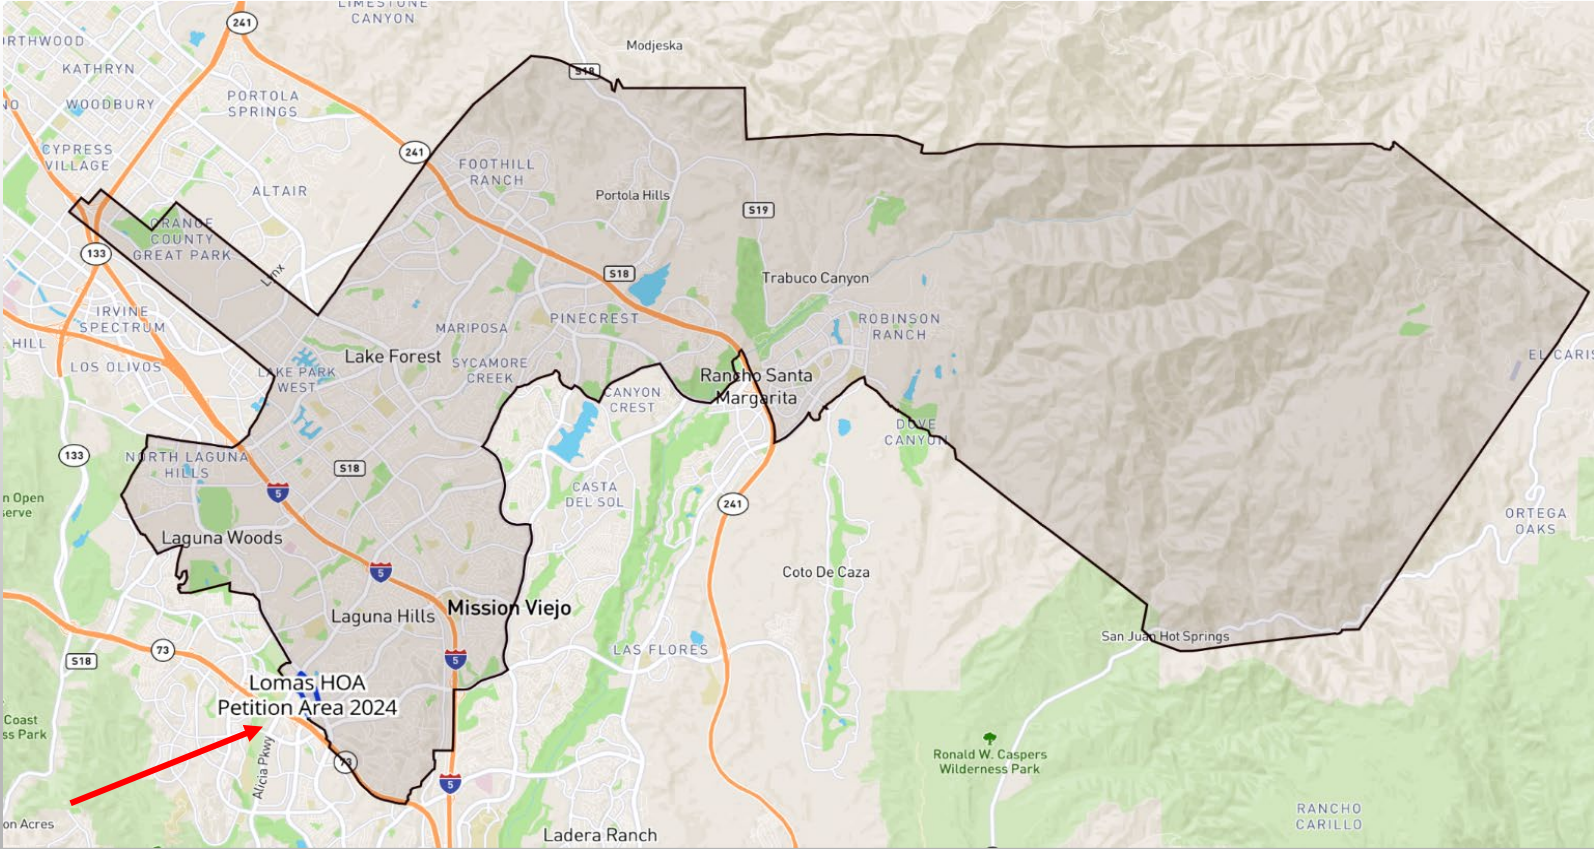 LIMESTONE
CANYON
241
Modjeska
KATHRYN
S18
WOODBURY
PORTOLA
SPRINGS
CYPRESS
VILLAGE
241
FOOTHILL
RANCH
ALTAIR
Portola Hills
S19
ORANGE
COUNTY
GREAT PARK
133
Lynx
S18
Trabuco Canyon
IRVINE
SPECTRUM
PINECREST
ROBINSON
RANCH
MARIPOSA
HILL
Lake Forest
EL CARIS
LOS OLIVOS
SYCAMORE
CREEK
LAKE PARK
WEST
Rancho Santa
Margarita
CANYON
CREST
DOVE
CANYON
133
NORTH LAGUNA
HILLS
S18
5
CASTA
DEL SOL
n Open
serve
241
ORTEGA
OAKS
Laguna Woods
5
Coto De Caza
Laguna Hills
Mission Viejo
San Juan Hot Springs
73
S18
5
LAS FLORES
Lomas HOA
Petition Area 2024
Coast
ss Park
Alicia Pkwy
73
Ronald W. Caspers
Wilderness Park
5
RANCHO
CARILLO
on Acres
Ladera Ranch